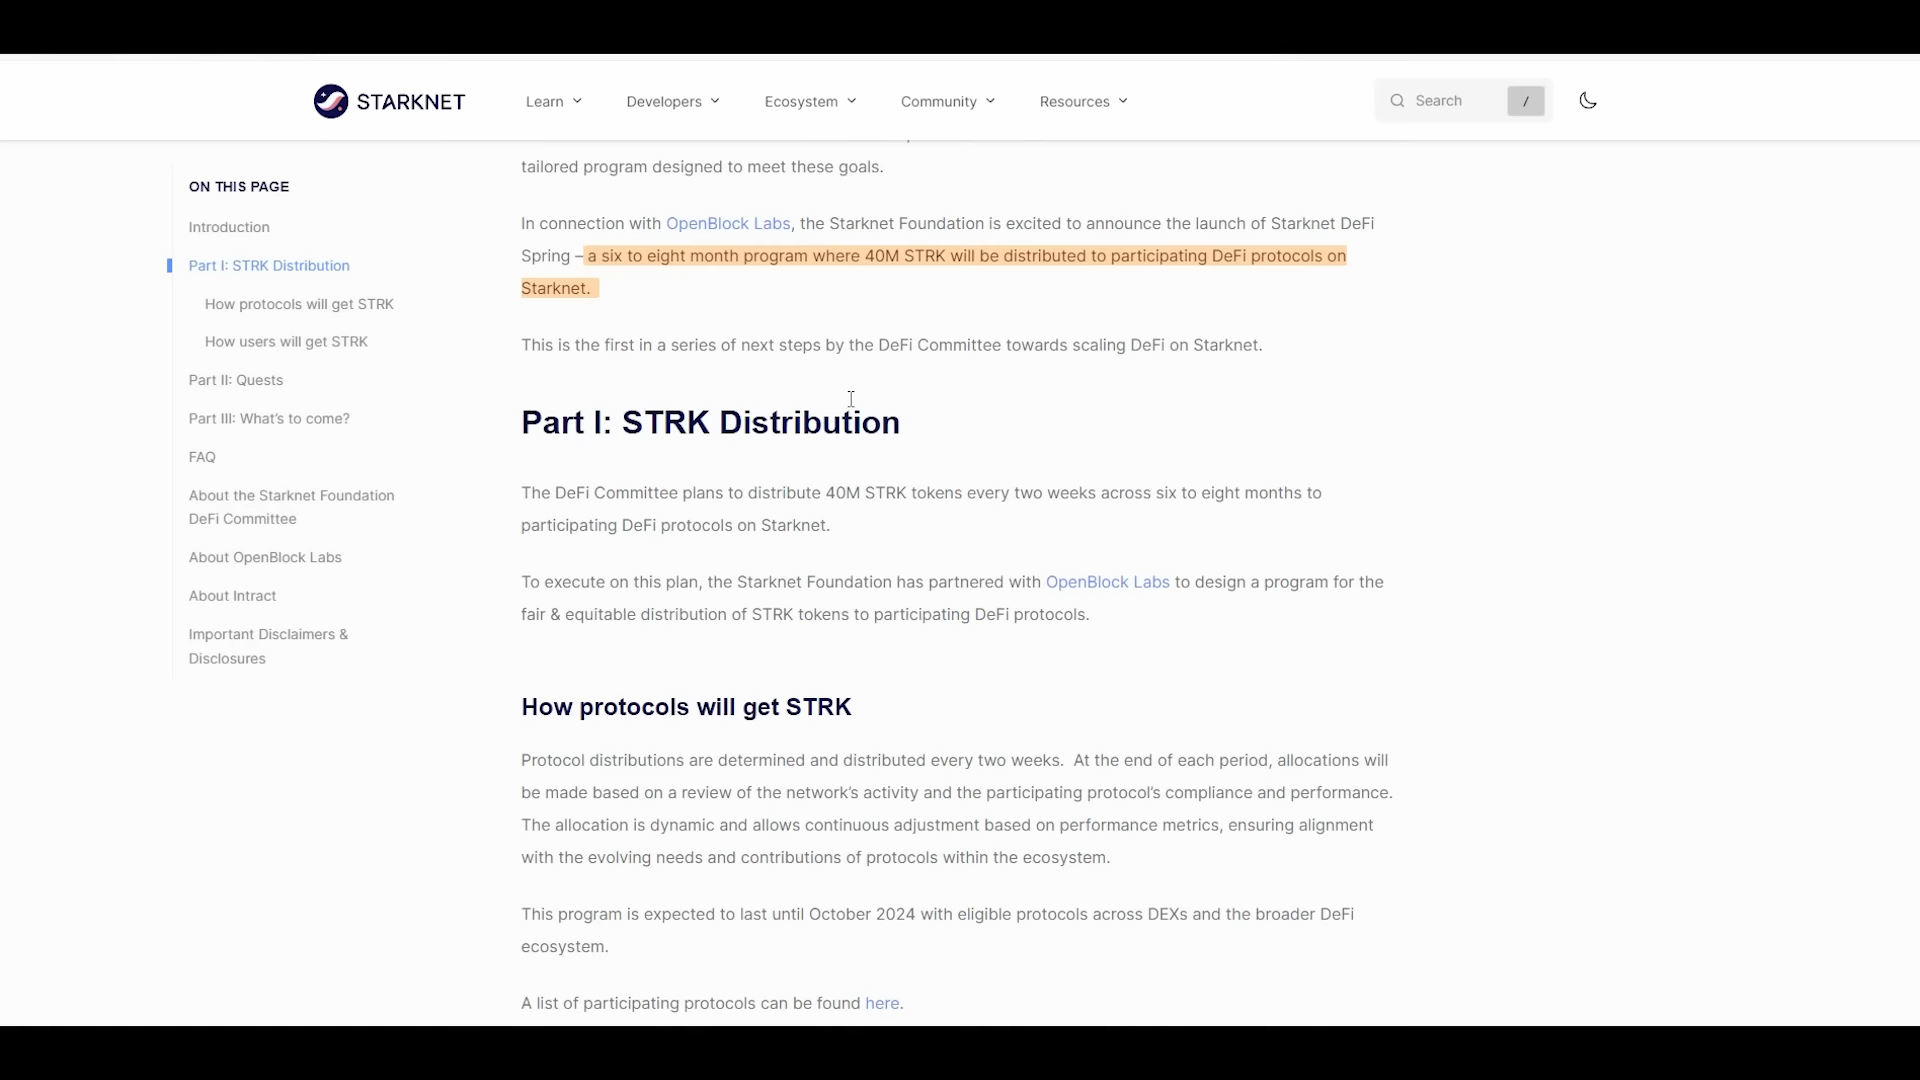 STARKNET
Learn
Developers
Ecosystem
Community
Resources
Search
/
ON THIS PAGE
Introduction
Part I: STRK Distribution
How protocols will get STRK
How users will get STRK
Part II: Quests
Part III: What's to come?
FAQ
About the Starknet Foundation
DeFi Committee
About OpenBlock Labs
About Intract
Important Disclaimers &
Disclosures
tailored program designed to meet these goals.
In connection with OpenBlock Labs, the Starknet Foundation is excited to announce the launch of Starknet DeFi
Spring – a six to eight month program where 40M STRK will be distributed to participating DeFi protocols on
Starknet.
This is the first in a series of next steps by the DeFi Committee towards scaling DeFi on Starknet.
Part I: STRK Distribution
The DeFi Committee plans to distribute 40M STRK tokens every two weeks across six to eight months to
participating DeFi protocols on Starknet.
To execute on this plan, the Starknet Foundation has partnered with OpenBlock Labs to design a program for the
fair & equitable distribution of STRK tokens to participating DeFi protocols.
How protocols will get STRK
Protocol distributions are determined and distributed every two weeks.  At the end of each period, allocations will
be made based on a review of the network's activity and the participating protocol's compliance and performance.
The allocation is dynamic and allows continuous adjustment based on performance metrics, ensuring alignment
with the evolving needs and contributions of protocols within the ecosystem.
This program is expected to last until October 2024 with eligible protocols across DEXs and the broader DeFi
ecosystem.
A list of participating protocols can be found here.